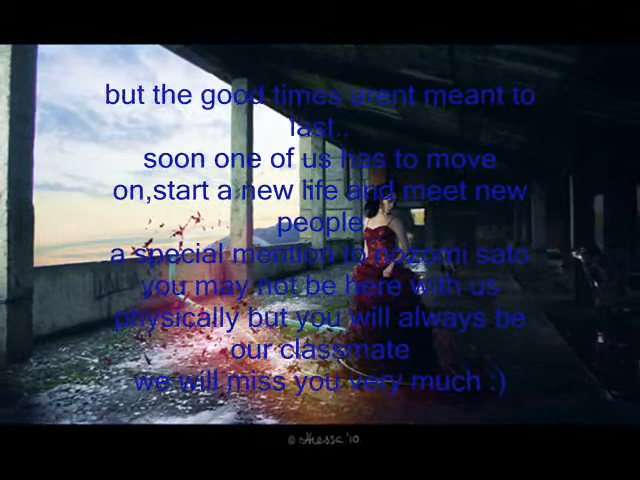 but the good times arent meant to
last..
soon one of us has to move
on,start a new life and meet new
people
a special mention to nozomi sato
you may not be here with us
physically but you will always be
our classmate
we will miss you very much :)
© Alessa '10